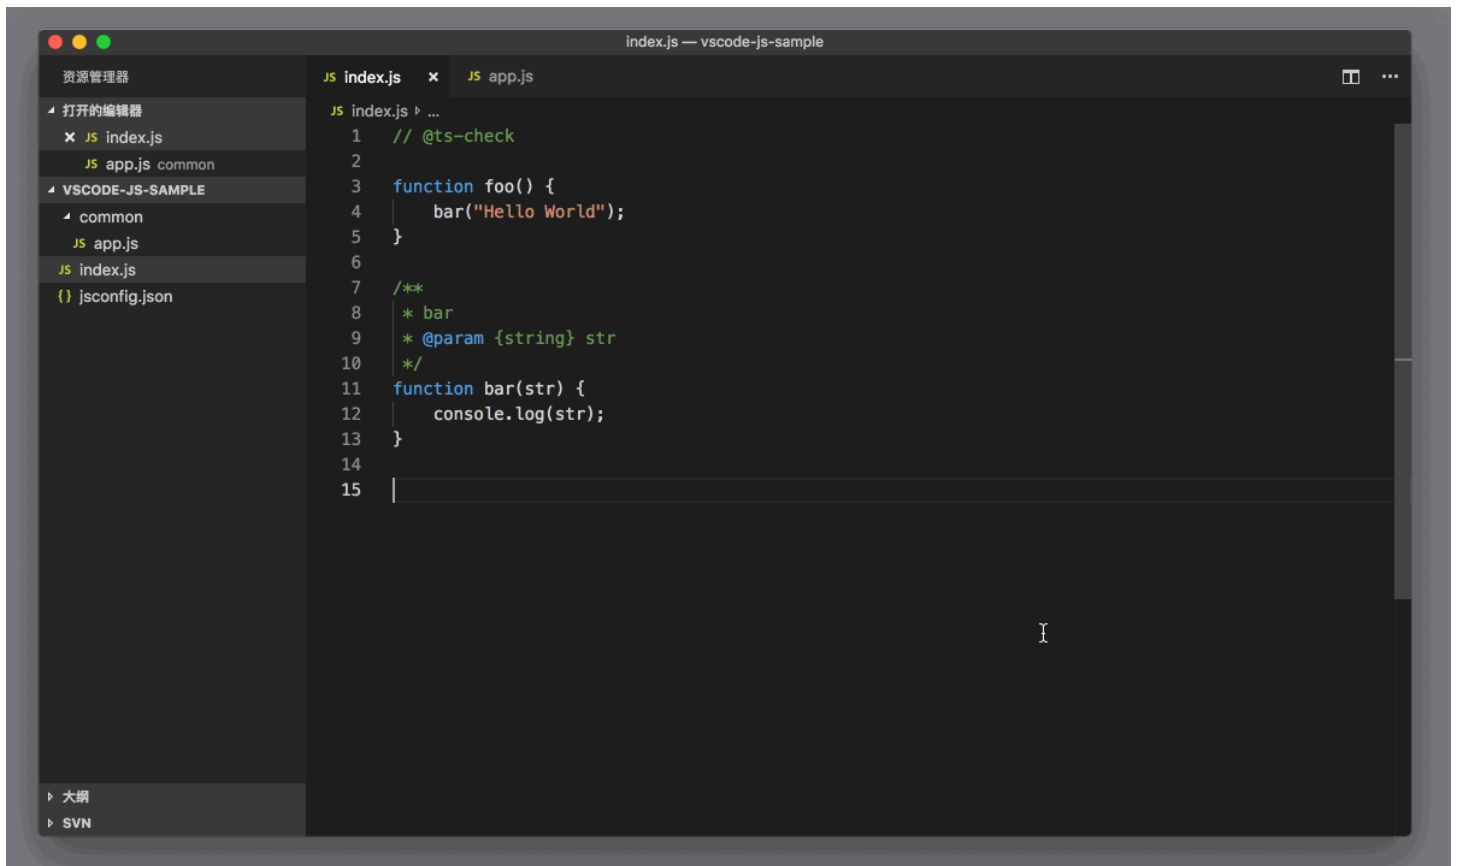 index.js — vscode-js-sample
资源管理器
打开的编辑器
JS index.js
JS app.js common
VSCODE-JS-SAMPLE
common
JS app.js
JS index.js
{} jsconfig.json
大纲
SVN
JS index.js × JS app.js ···
JS index.js ▷ ...
1 // @ts-check
2
3 function foo() {
4     bar("Hello World");
5 }
6
7 /**
8  * bar
9  * @param {string} str
10  */
11 function bar(str) {
12     console.log(str);
13 }
14
15